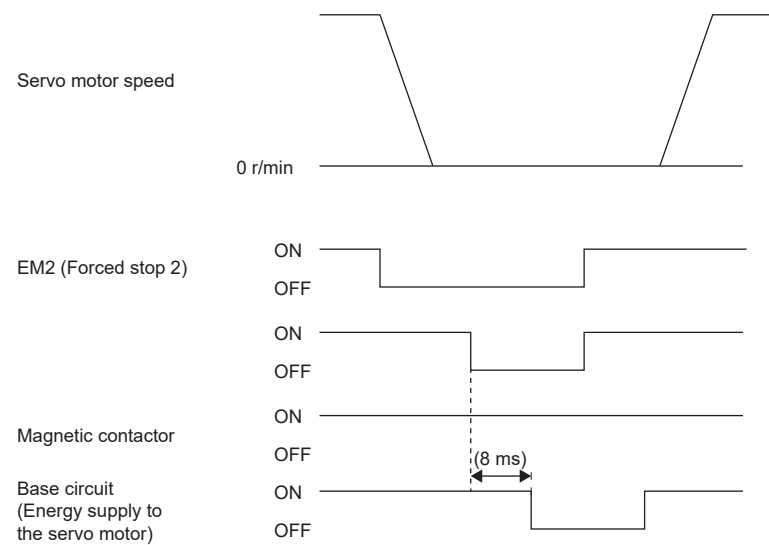 Servo motor speed
0 r/min
EM2 (Forced stop 2)
ON
OFF
ON
OFF
Magnetic contactor
ON
OFF
(8 ms)
Base circuit
(Energy supply to
the servo motor)
ON
OFF